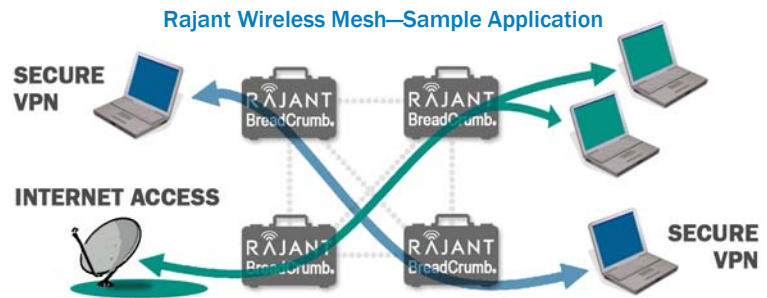 Rajant Wireless Mesh—Sample Application
SECURE
VPN
RAJANT
BreadCrumb.
RAJANT
BreadCrumb.
INTERNET ACCESS
RAJANT
BreadCrumb.
RAJANT
BreadCrumb.
SECURE
VPN